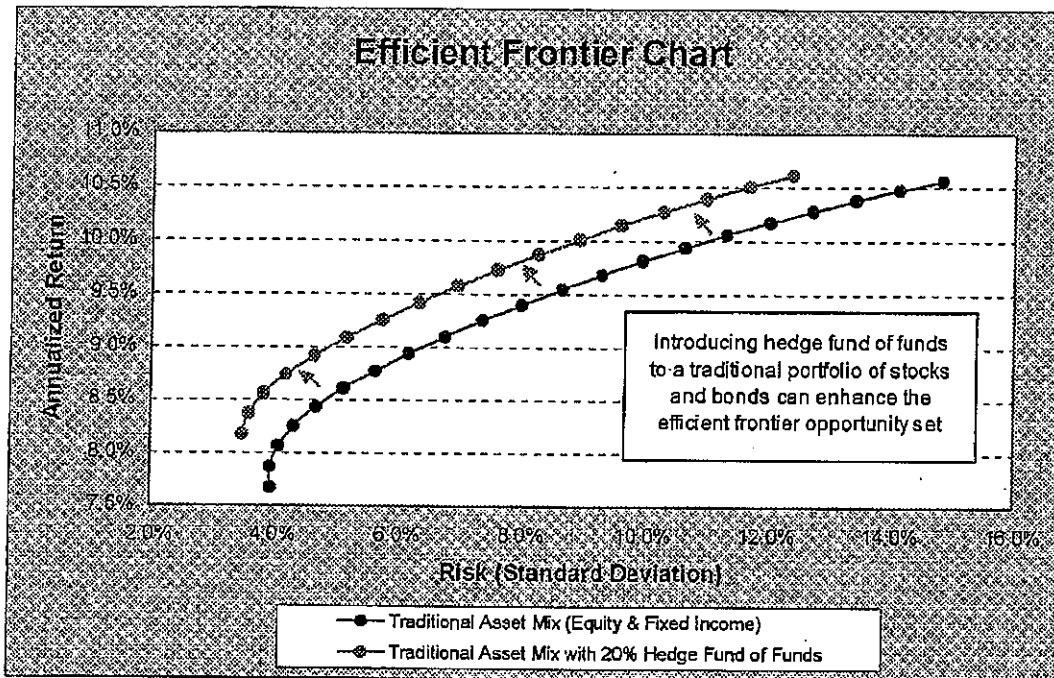 Efficient Frontier Chart
Annualized Return
11.0%
10.5%
10.0%
9.5%
9.0%
8.5%
8.0%
7.5%
Introducing hedge fund of funds
to a traditional portfolio of stocks
and bonds can enhance the
efficient frontier opportunity set
2.0% 4.0% 6.0% 8.0% 10.0% 12.0% 14.0% 16.0%
Risk (Standard Deviation)
Traditional Asset Mix (Equity & Fixed Income)
Traditional Asset Mix with 20% Hedge Fund of Funds